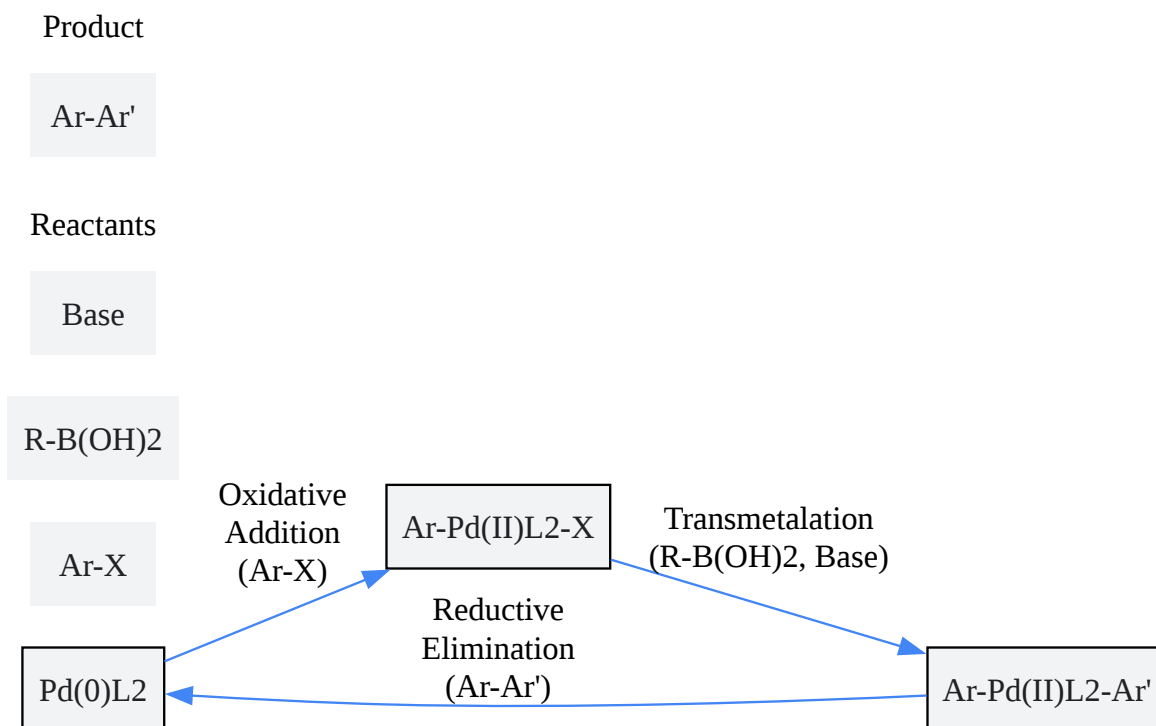 Product
Ar-Ar'
Reactants
Base
R-B(OH)2
Ar-X
Oxidative
Addition
(Ar-X)
Ar-Pd(II)L2-X
Transmetalation
(R-B(OH)2, Base)
Reductive
Elimination
(Ar-Ar')
Pd(0)L2
Ar-Pd(II)L2-Ar'